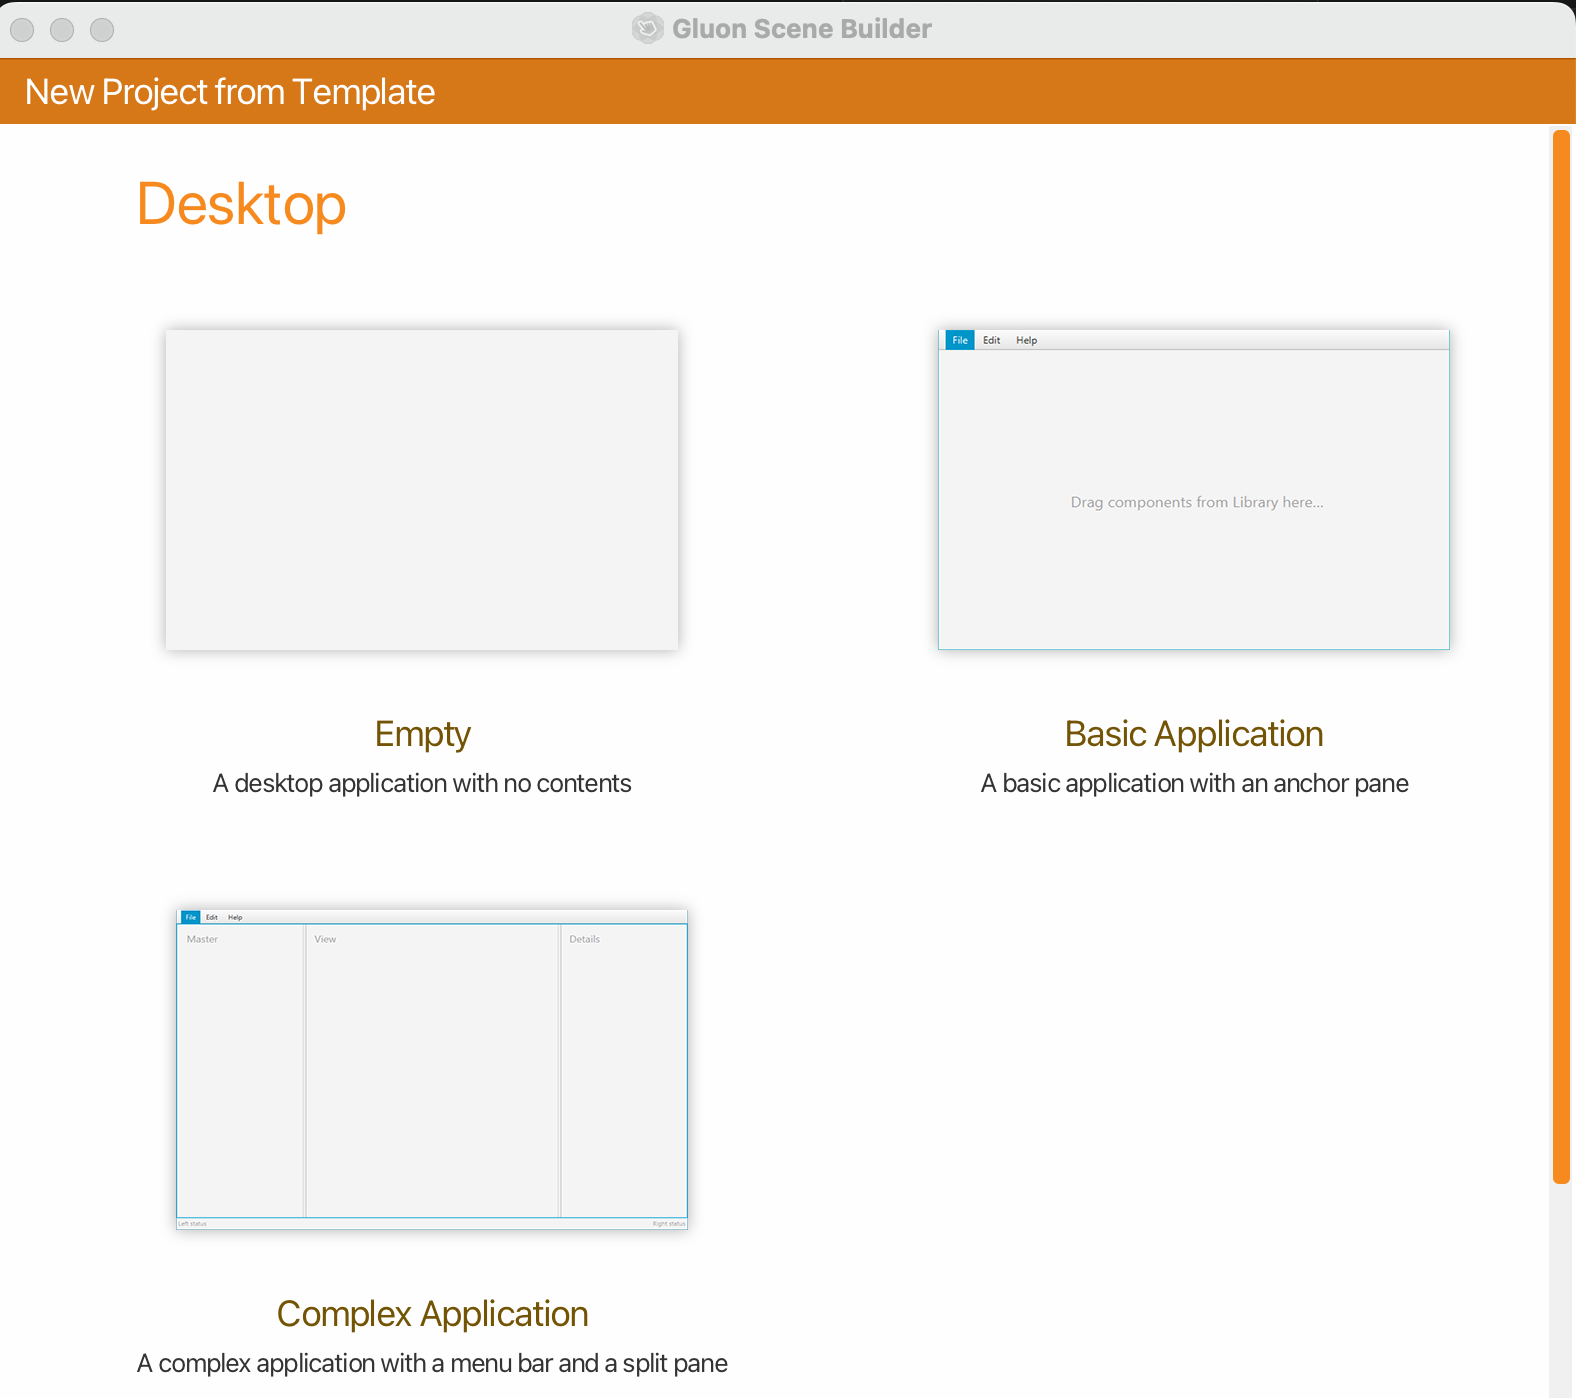 Gluon Scene Builder
New Project from Template
Desktop
File Edit Help
Drag components from Library here...
Empty
Basic Application
A desktop application with no contents
A basic application with an anchor pane
File Edit Help
Master View Details
Left status Right status
Complex Application
A complex application with a menu bar and a split pane